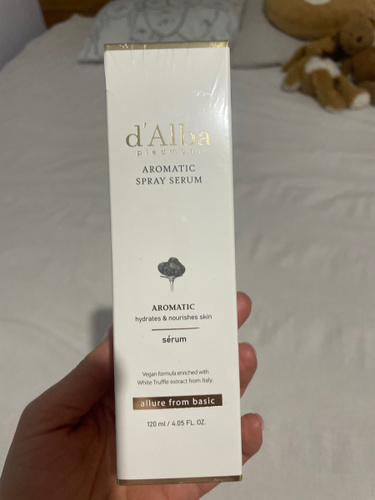 d'Alba
piedmont
AROMATIC
SPRAY SERUM
AROMATIC
hydrates & nourishes skin
sérum
Vegan formula enriched with
White Truffle extract from Italy.
allure from basic
120 ml / 4.05 FL. OZ.